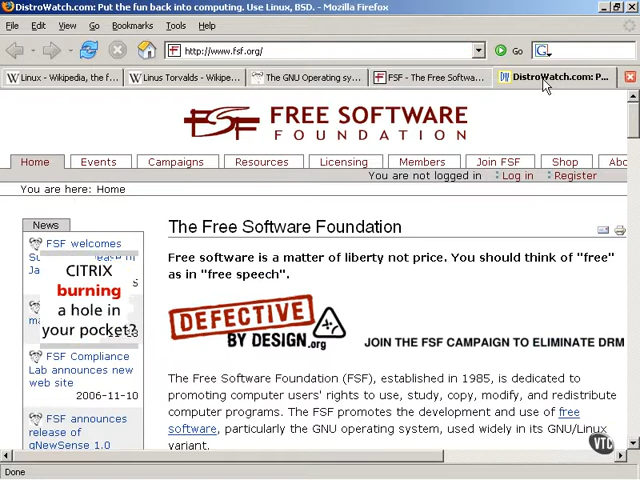 DistroWatch.com: Put the fun back into computing. Use Linux, BSD. - Mozilla Firefox
File Edit View Go Bookmarks Tools Help
http://www.fsf.org/ Go G
Linux - Wikipedia, the f... Linus Torvalds - Wikipe... The GNU Operating sy... FSF - The Free Softwa... DistroWatch.com: P...
FSF FREE SOFTWARE
FOUNDATION
Home Events Campaigns Resources Licensing Members Join FSF Shop Abo
You are not logged in Log in Register
You are here: Home
News
FSF welcomes
CITRIX
burning
a hole in
your pocket?
FSF Compliance
Lab announces new
web site
2006-11-10
FSF announces
release of
gNewSense 1.0
The Free Software Foundation
Free software is a matter of liberty not price. You should think of "free"
as in "free speech".
DEFECTIVE
BY DESIGN.org
JOIN THE FSF CAMPAIGN TO ELIMINATE DRM
The Free Software Foundation (FSF), established in 1985, is dedicated to
promoting computer users' rights to use, study, copy, modify, and redistribute
computer programs. The FSF promotes the development and use of free
software, particularly the GNU operating system, used widely in its GNU/Linux
variant.
VTC
Done